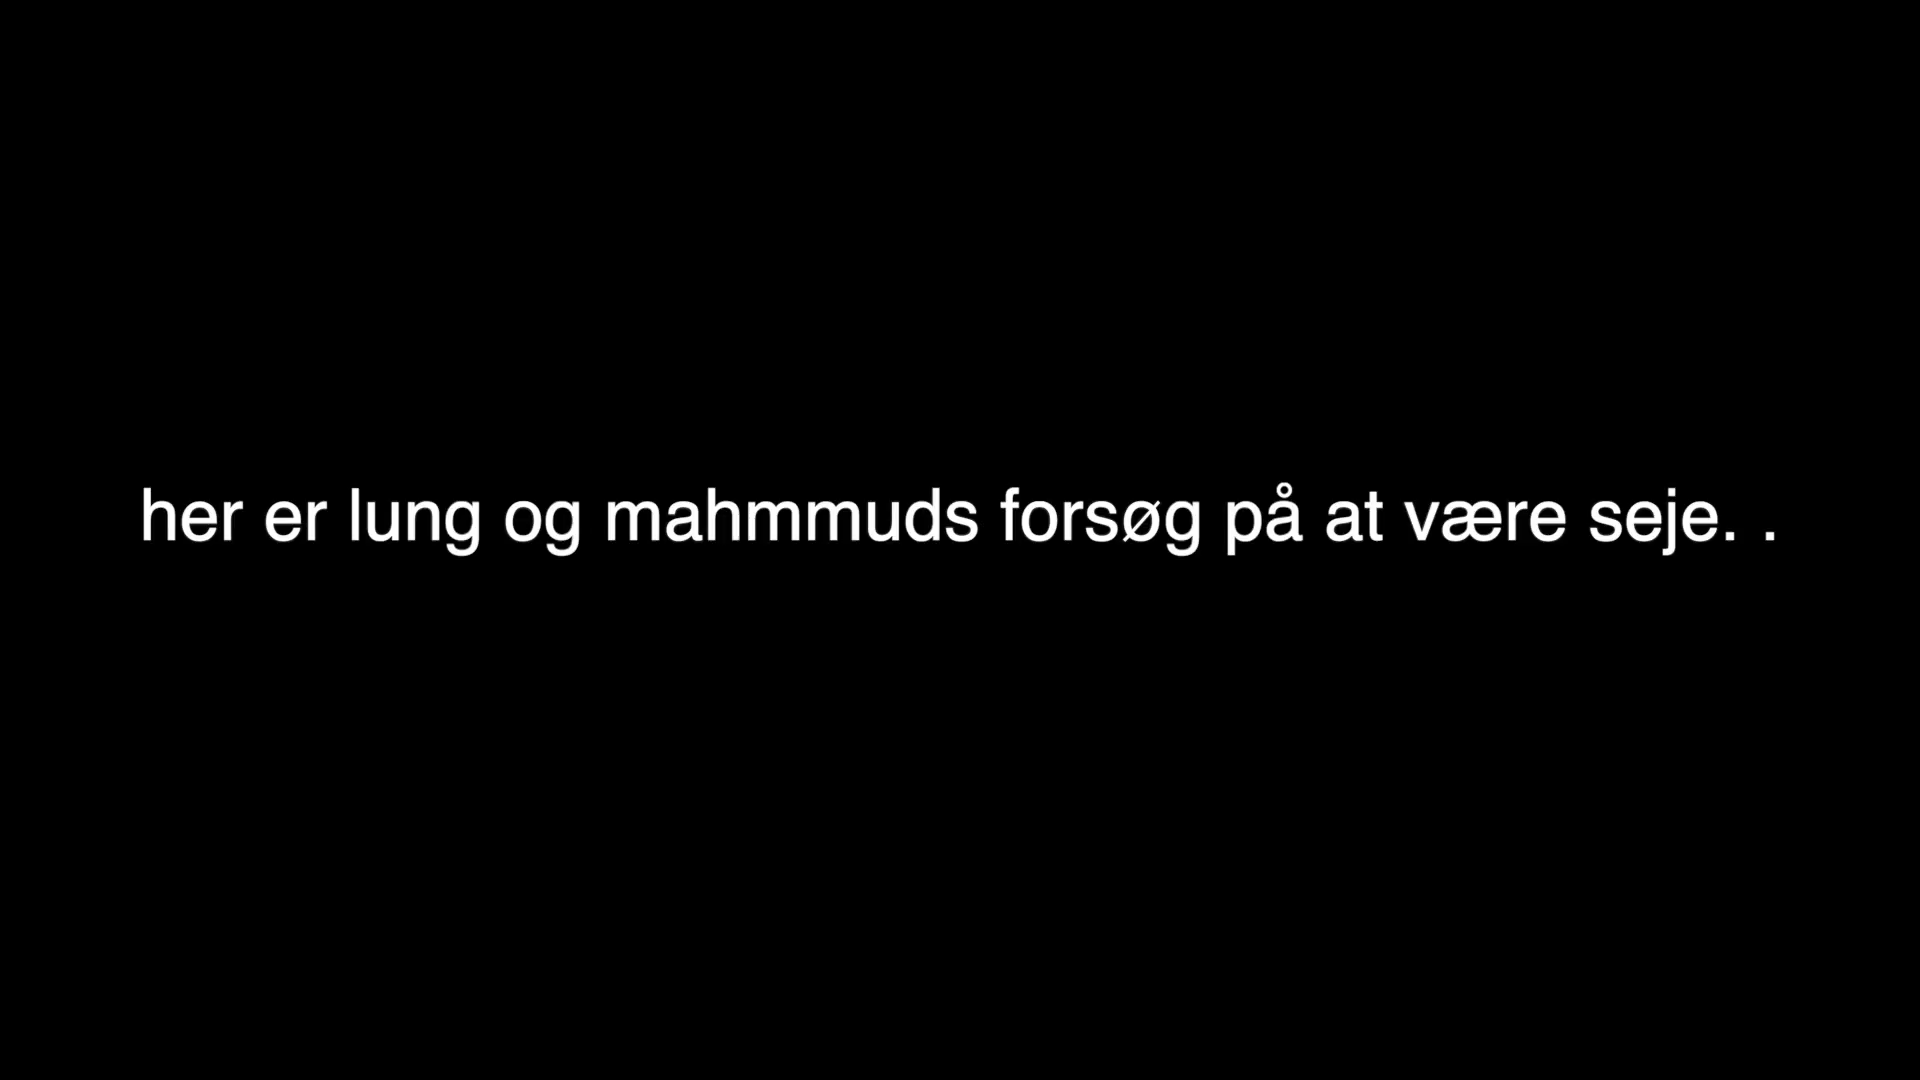 her er lung og mahmmuds forsøg på at være seje. .